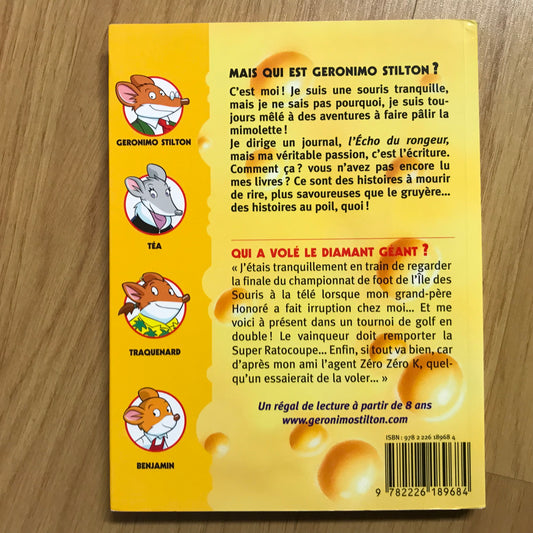 MAIS QUI EST GERONIMO STILTON ?
C'est moi ! Je suis une souris tranquille,
mais je ne sais pas pourquoi, je suis tou-
jours mêlé à des aventures à faire pâlir la
mimolette !
Je dirige un journal, l'Écho du rongeur,
mais ma véritable passion, c'est l'écriture.
Comment ça ? vous n'avez pas encore lu
mes livres ? Ce sont des histoires à mourir
de rire, plus savoureuses que le gruyère...
des histoires au poil, quoi !
GERONIMO STILTON
TÉA
TRAQUENARD
BENJAMIN
QUI A VOLÉ LE DIAMANT GÉANT ?
« J'étais tranquillement en train de regarder
la finale du championnat de foot de l'Île des
Souris à la télé lorsque mon grand-père
Honoré a fait irruption chez moi... Et me
voici à présent dans un tournoi de golf en
double ! Le vainqueur doit remporter la
Super Ratocoupe... Enfin, si tout va bien, car
d'après mon ami l'agent Zéro Zéro K, quel-
qu'un essaierait de la voler... »
Un régal de lecture à partir de 8 ans
www.geronimostilton.com
ISBN : 978 2 226 18968 4
9 782226 189684